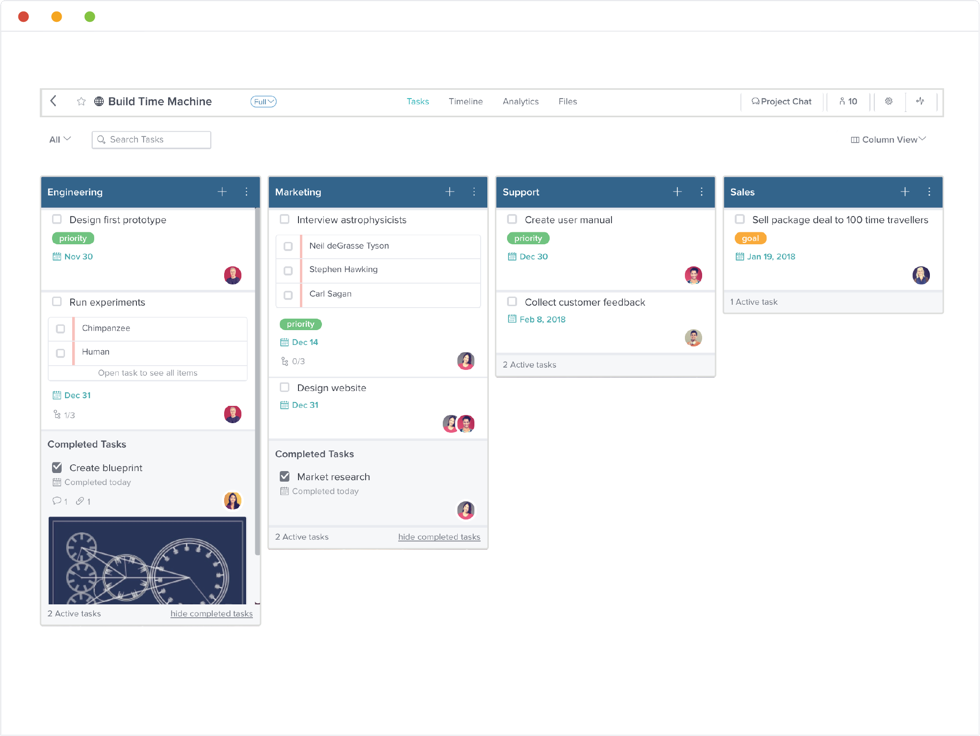 Build Time Machine
Full
Tasks
Timeline
Analytics
Files
Project Chat
10
All
Search Tasks
Column View
Engineering
Design first prototype
priority
Nov 30
Run experiments
Chimpanzee
Human
Open task to see all items
Dec 31
1/3
Completed Tasks
Create blueprint
Completed today
1
1
2 Active tasks
hide completed tasks
Marketing
Interview astrophysicists
Neil deGrasse Tyson
Stephen Hawking
Carl Sagan
priority
Dec 14
0/3
Design website
Dec 31
Completed Tasks
Market research
Completed today
2 Active tasks
hide completed tasks
Support
Create user manual
priority
Dec 30
Collect customer feedback
Feb 8, 2018
2 Active tasks
Sales
Sell package deal to 100 time travellers
goal
Jan 19, 2018
1 Active task